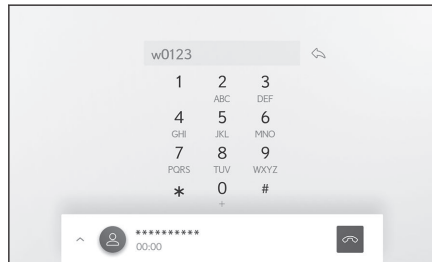 w0123
1 2 3
ABC DEF
4 5 6
GHI JKL MNO
7 8 9
PQRS TUV WXYZ
* 0 #
+
**********
00:00